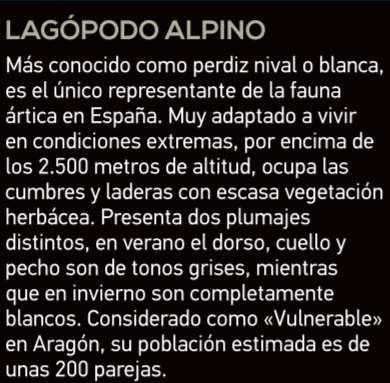 LAGÓPODO ALPINO
Más conocido como perdiz nival o blanca,
es el único representante de la fauna
ártica en España. Muy adaptado a vivir
en condiciones extremas, por encima de
los 2.500 metros de altitud, ocupa las
cumbres y laderas con escasa vegetación
herbácea. Presenta dos plumajes
distintos, en verano el dorso, cuello y
pecho son de tonos grises, mientras
que en invierno son completamente
blancos. Considerado como «Vulnerable»
en Aragón, su población estimada es de
unas 200 parejas.